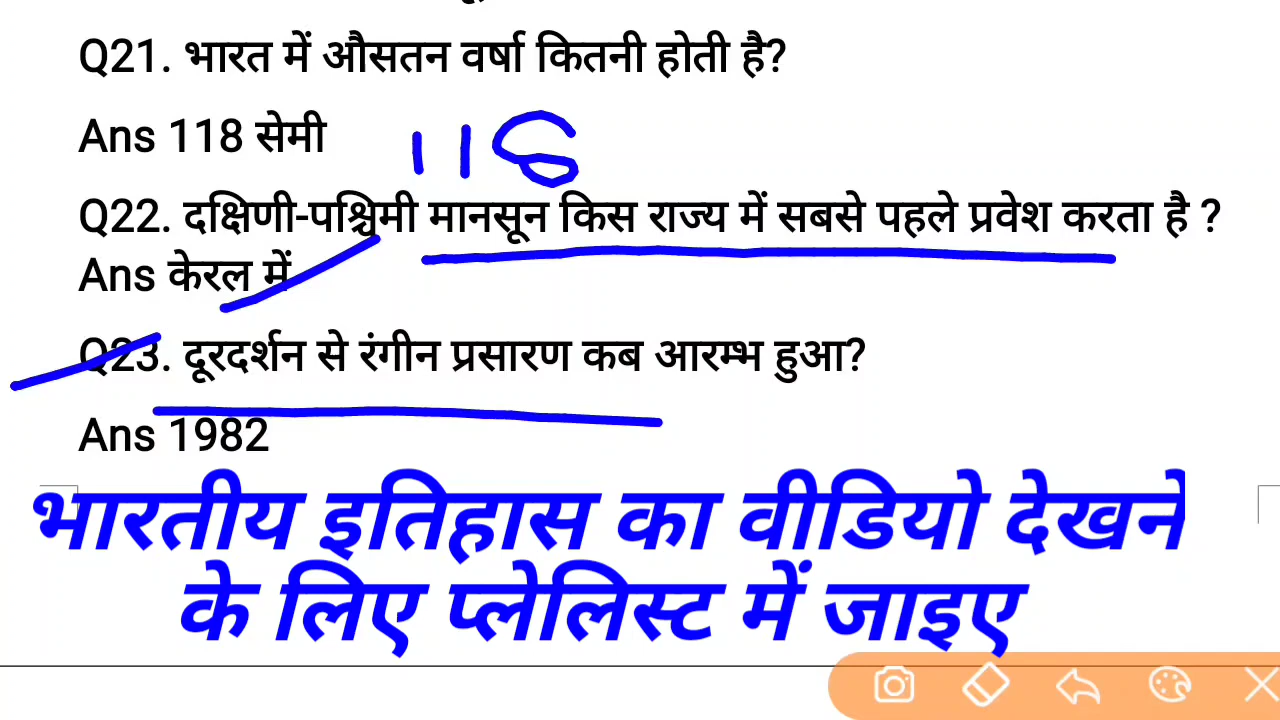 Q21. भारत में औसतन वर्षा कितनी होती है?
Ans 118 सेमी 118
Q22. दक्षिणी-पश्चिमी मानसून किस राज्य में सबसे पहले प्रवेश करता है ?
Ans केरल में
Q23. दूरदर्शन से रंगीन प्रसारण कब आरम्भ हुआ?
Ans 1982
भारतीय इतिहास का वीडियो देखने
के लिए प्लेलिस्ट में जाइए